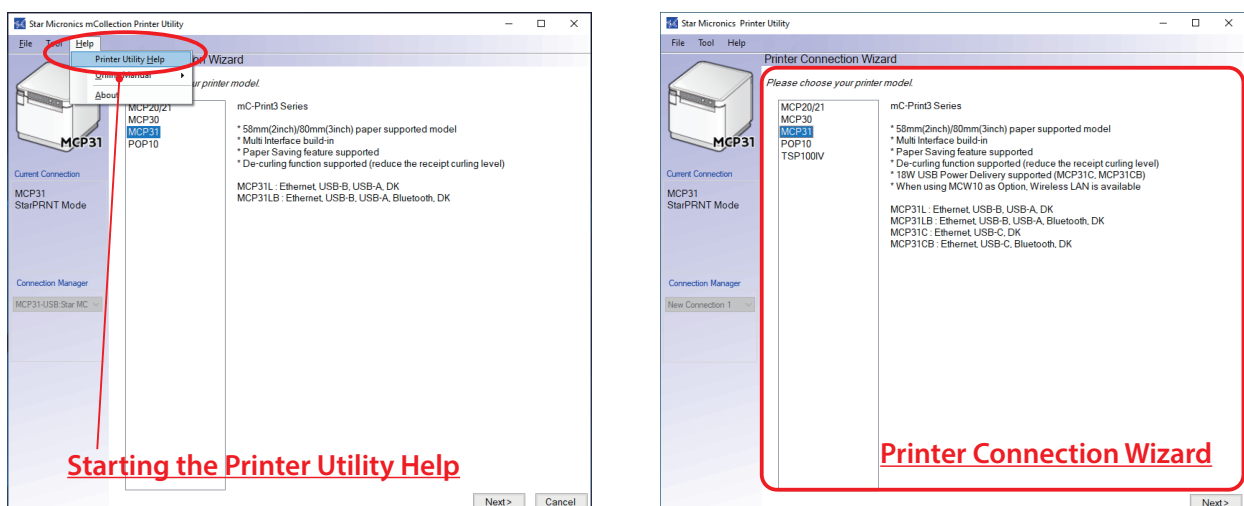 Star Micronics mCollection Printer Utility
File Tool Help
Printer Utility Help
Online Manual
About
MCP31
Current Connection
MCP31
StarPRNT Mode
Connection Manager
MCP31-USB:Star MC
Wizard
ur printer model.
MCP20/21
MCP30
MCP31
POP10
mC-Print3 Series
* 58mm(2inch)/80mm(3inch) paper supported model
* Multi Interface build-in
* Paper Saving feature supported
* De-curling function supported (reduce the receipt curling level)
MCP31L : Ethernet, USB-B, USB-A, DK
MCP31LB : Ethernet, USB-B, USB-A, Bluetooth, DK
Starting the Printer Utility Help
Next > Cancel
Star Micronics Printer Utility
File Tool Help
Printer Connection Wizard
Please choose your printer model.
MCP31
Current Connection
MCP31
StarPRNT Mode
Connection Manager
New Connection 1
MCP20/21
MCP30
MCP31
POP10
TSP100IV
mC-Print3 Series
* 58mm(2inch)/80mm(3inch) paper supported model
* Multi Interface build-in
* Paper Saving feature supported
* De-curling function supported (reduce the receipt curling level)
* 18W USB Power Delivery supported (MCP31C, MCP31CB)
* When using MCW10 as Option, Wireless LAN is available
MCP31L : Ethernet, USB-B, USB-A, DK
MCP31LB : Ethernet, USB-B, USB-A, Bluetooth, DK
MCP31C : Ethernet, USB-C, DK
MCP31CB : Ethernet, USB-C, Bluetooth, DK
Printer Connection Wizard
Next >